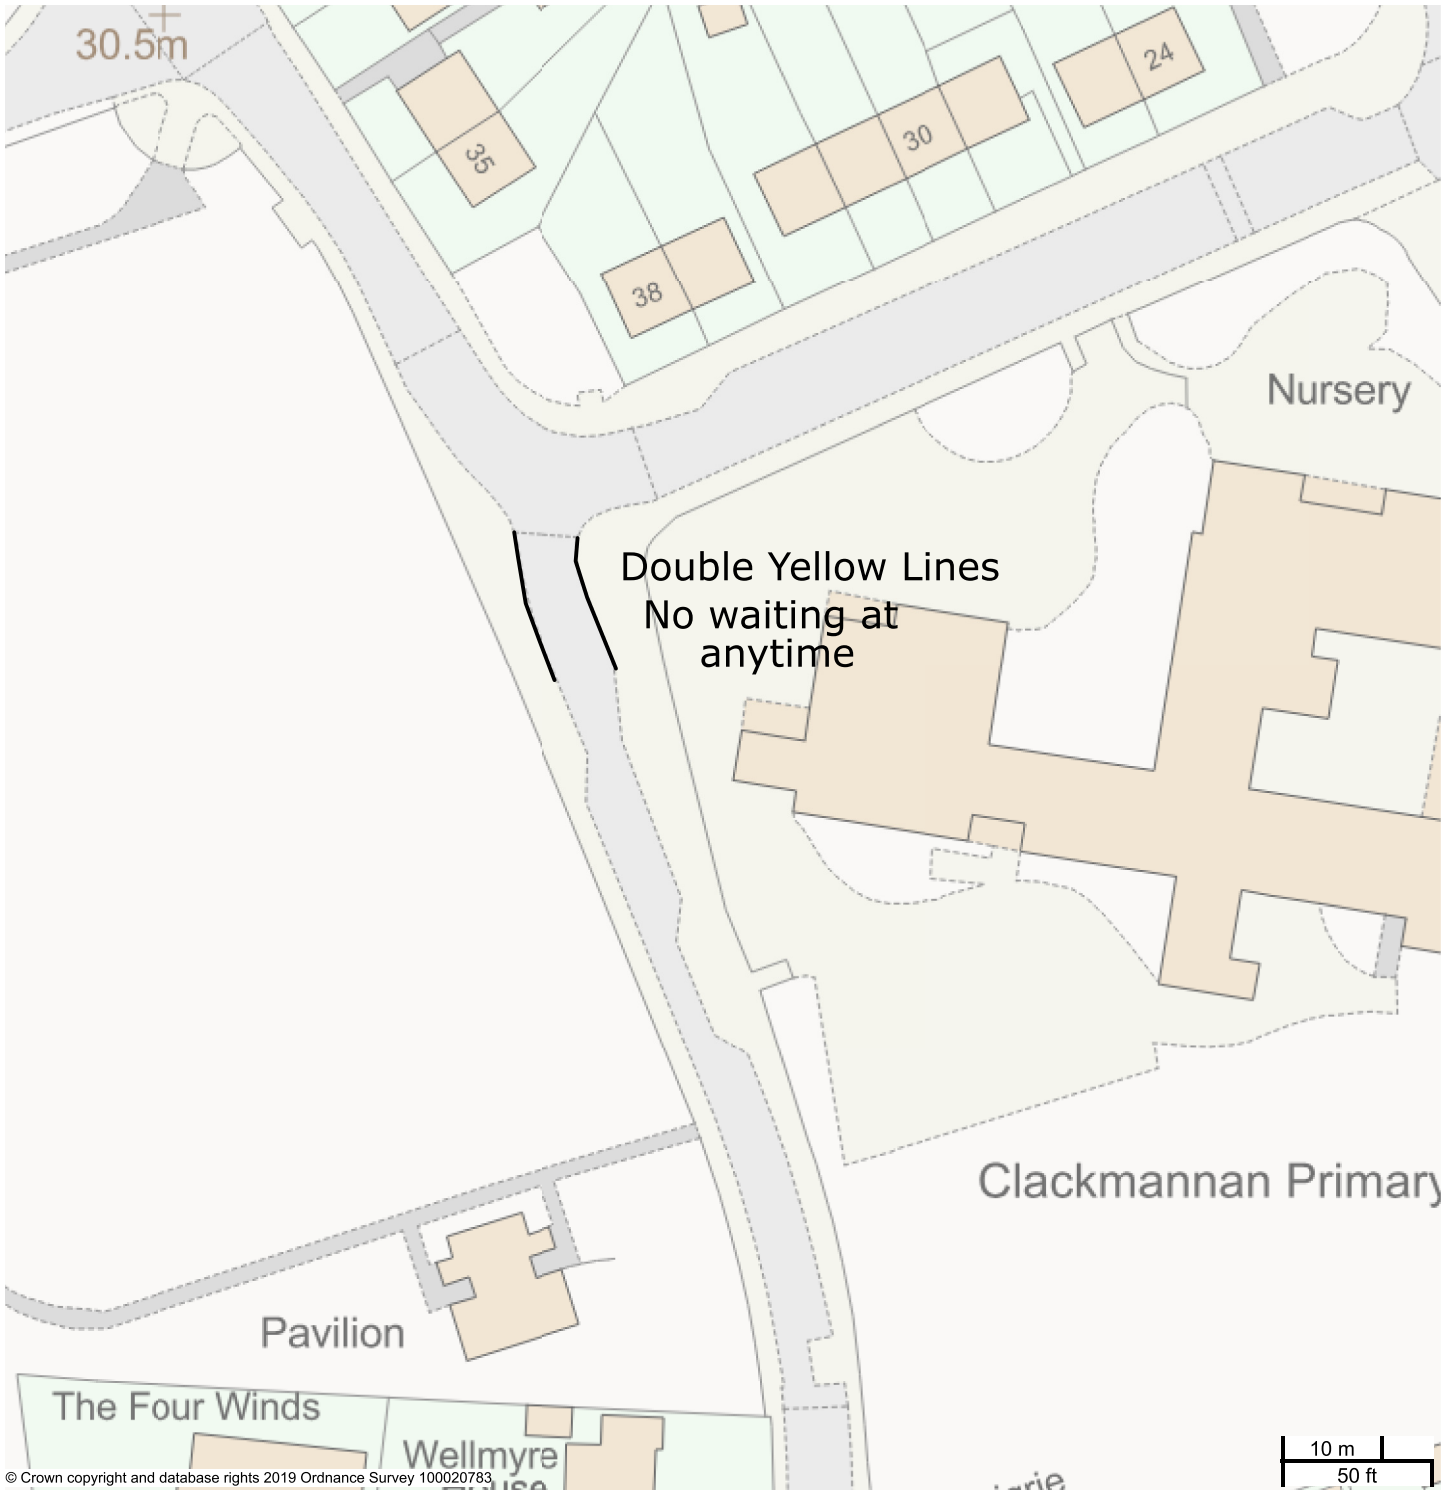 30.5m
24
30
35
38
Nursery
Double Yellow Lines
No waiting at
anytime
Clackmannan Primary
Pavilion
The Four Winds
Wellmyre
House
10 m
50 ft
© Crown copyright and database rights 2019 Ordnance Survey 100020783